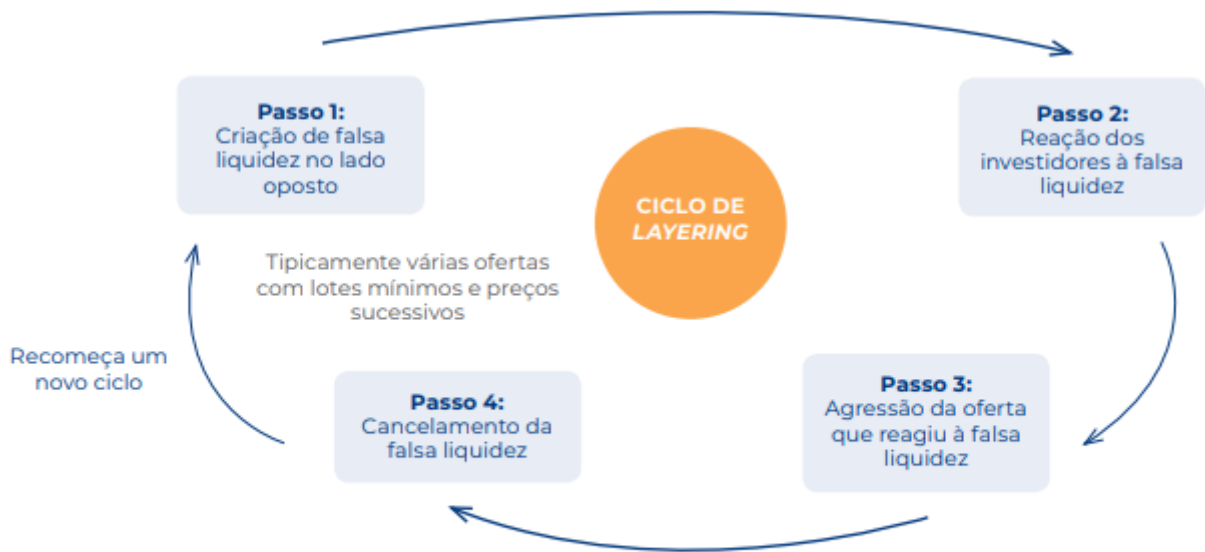 Passo 1:
Criação de falsa
liquidez no lado
oposto
Passo 2:
Reação dos
investidores à falsa
liquidez
CICLO DE
LAYERING
Tipicamente várias ofertas
com lotes mínimos e preços
sucessivos
Recomeça um
novo ciclo
Passo 3:
Agressão da oferta
que reagiu à falsa
liquidez
Passo 4:
Cancelamento da
falsa liquidez